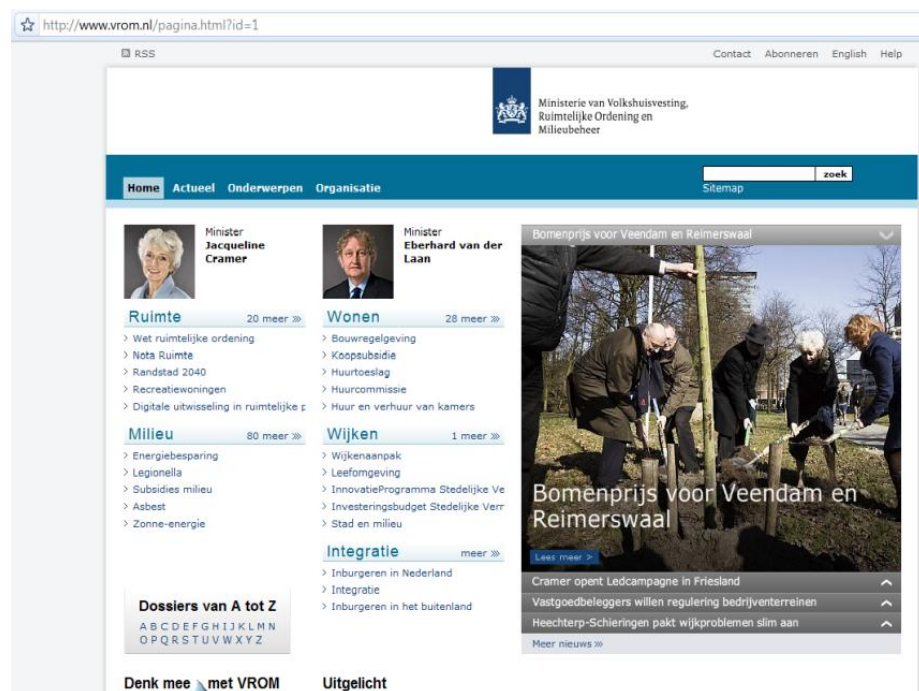 http://www.vrom.nl/pagina.html?id=1
RSS
Contact Abonneren English Help
Ministerie van Volkshuisvesting,
Ruimtelijke Ordening en
Milieubeheer
zoek
Home Actueel Onderwerpen Organisatie
Sitemap
Minister
Jacqueline
Cramer
Minister
Eberhard van der
Laan
Ruimte 20 meer »
> Wet ruimtelijke ordening
> Nota Ruimte
> Randstad 2040
> Recreatiewoningen
> Digitale uitwisseling in ruimtelijke p
Milieu 80 meer »
> Energiebesparing
> Legionella
> Subsidies milieu
> Asbest
> Zonne-energie
Dossiers van A tot Z
A B C D E F G H I J K L M N
O P Q R S T U V W X Y Z
Denk mee met VROM
Wonen 28 meer »
> Bouwregelgeving
> Koopsubsidie
> Huurtoeslag
> Huurcommissie
> Huur en verhuur van kamers
Wijken 1 meer »
> Wijkenaanpak
> Leefomgeving
> InnovatieProgramma Stedelijke Ve
> Investeringsbudget Stedelijke Verr
> Stad en milieu
Integratie meer »
> Inburgeren in Nederland
> Integratie
> Inburgeren in het buitenland
Uitgelicht
Bomenprijs voor Veendam en Reimerswaal
Bomenprijs voor Veendam en
Reimerswaal
Lees meer >
Cramer opent Ledcampagne in Friesland
Vastgoedbeleggers willen regulering bedrijventerreinen
Heechterp-Schieringen pakt wijkproblemen slim aan
Meer nieuws »